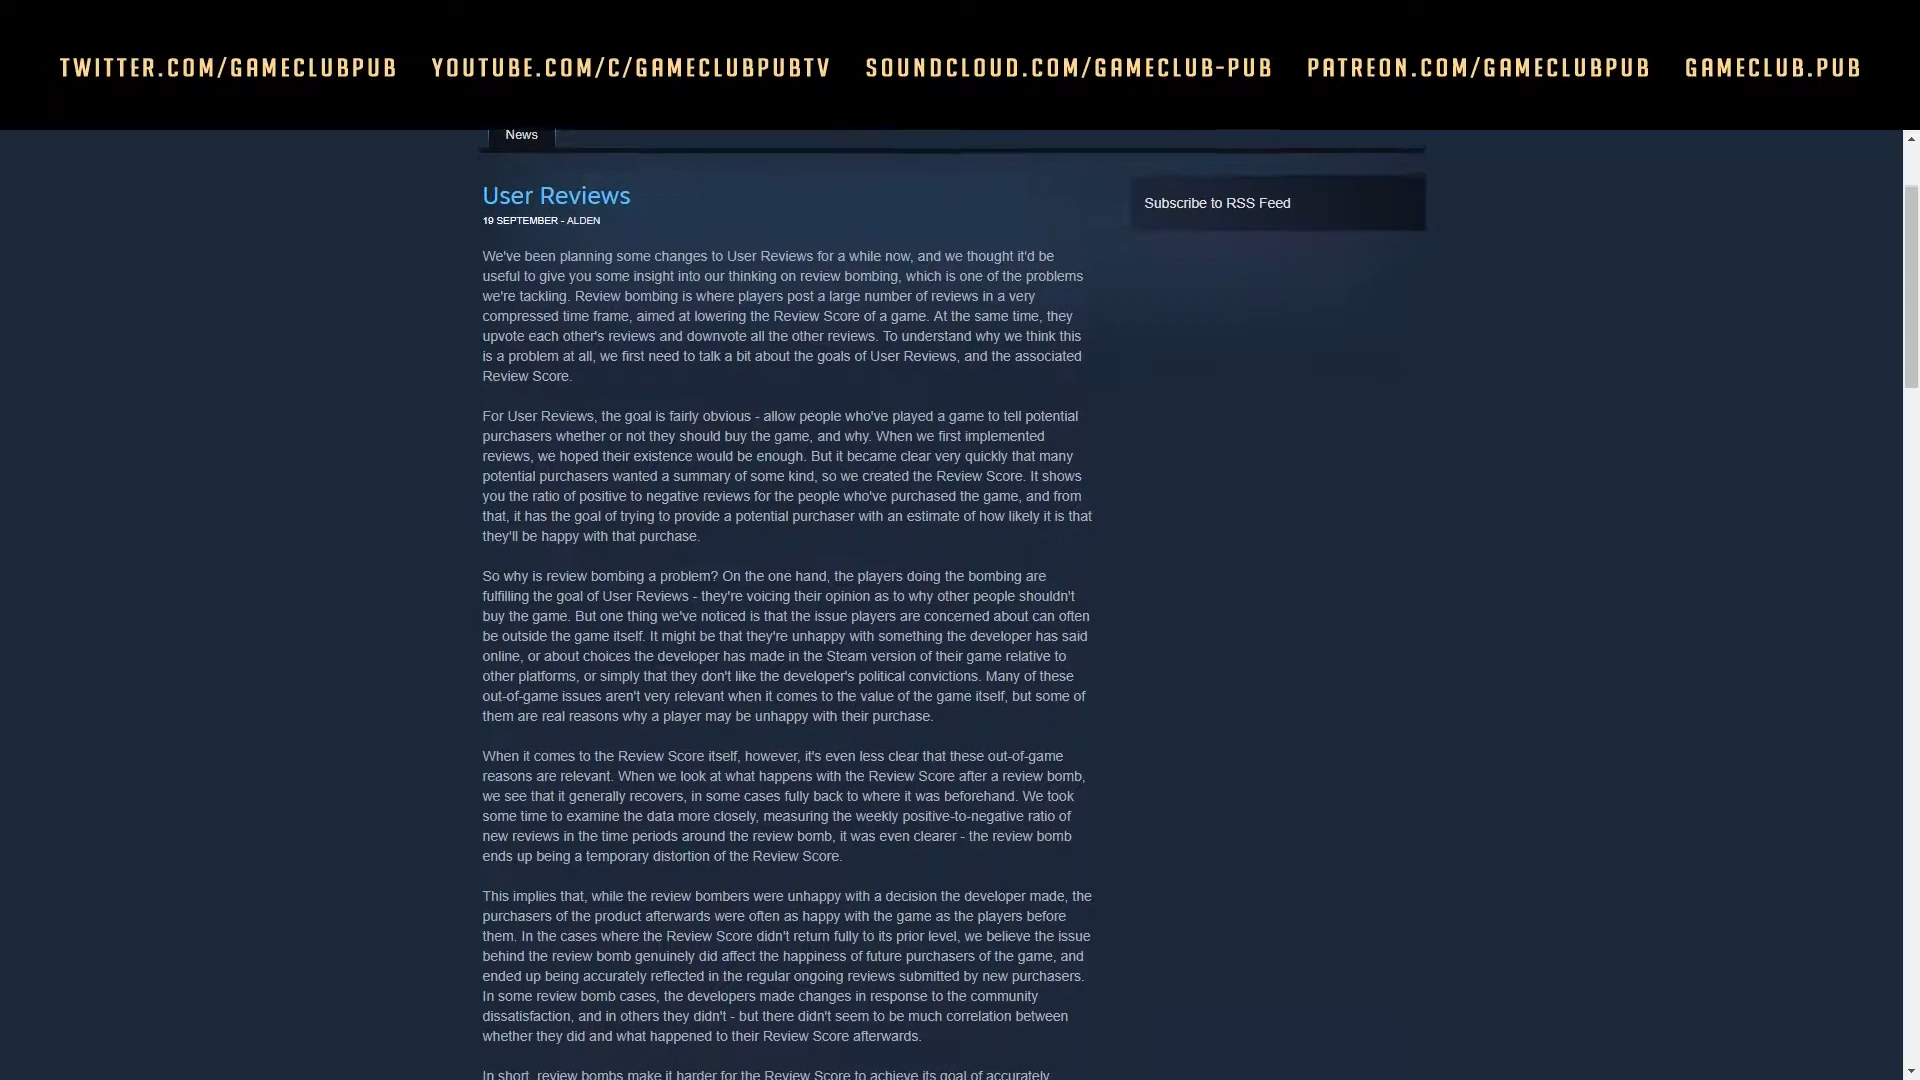 TWITTER.COM/GAMECLUBPUB YOUTUBE.COM/C/GAMECLUBPUBTV SOUNDCLOUD.COM/GAMECLUB-PUB PATREON.COM/GAMECLUBPUB GAMECLUB.PUB
News
User Reviews
19 SEPTEMBER - ALDEN
Subscribe to RSS Feed
We've been planning some changes to User Reviews for a while now, and we thought it'd be
useful to give you some insight into our thinking on review bombing, which is one of the problems
we're tackling. Review bombing is where players post a large number of reviews in a very
compressed time frame, aimed at lowering the Review Score of a game. At the same time, they
upvote each other's reviews and downvote all the other reviews. To understand why we think this
is a problem at all, we first need to talk a bit about the goals of User Reviews, and the associated
Review Score.
For User Reviews, the goal is fairly obvious - allow people who've played a game to tell potential
purchasers whether or not they should buy the game, and why. When we first implemented
reviews, we hoped their existence would be enough. But it became clear very quickly that many
potential purchasers wanted a summary of some kind, so we created the Review Score. It shows
you the ratio of positive to negative reviews for the people who've purchased the game, and from
that, it has the goal of trying to provide a potential purchaser with an estimate of how likely it is that
they'll be happy with that purchase.
So why is review bombing a problem? On the one hand, the players doing the bombing are
fulfilling the goal of User Reviews - they're voicing their opinion as to why other people shouldn't
buy the game. But one thing we've noticed is that the issue players are concerned about can often
be outside the game itself. It might be that they're unhappy with something the developer has said
online, or about choices the developer has made in the Steam version of their game relative to
other platforms, or simply that they don't like the developer's political convictions. Many of these
out-of-game issues aren't very relevant when it comes to the value of the game itself, but some of
them are real reasons why a player may be unhappy with their purchase.
When it comes to the Review Score itself, however, it's even less clear that these out-of-game
reasons are relevant. When we look at what happens with the Review Score after a review bomb,
we see that it generally recovers, in some cases fully back to where it was beforehand. We took
some time to examine the data more closely, measuring the weekly positive-to-negative ratio of
new reviews in the time periods around the review bomb, it was even clearer - the review bomb
ends up being a temporary distortion of the Review Score.
This implies that, while the review bombers were unhappy with a decision the developer made, the
purchasers of the product afterwards were often as happy with the game as the players before
them. In the cases where the Review Score didn't return fully to its prior level, we believe the issue
behind the review bomb genuinely did affect the happiness of future purchasers of the game, and
ended up being accurately reflected in the regular ongoing reviews submitted by new purchasers.
In some review bomb cases, the developers made changes in response to the community
dissatisfaction, and in others they didn't - but there didn't seem to be much correlation between
whether they did and what happened to their Review Score afterwards.
In short, review bombs make it harder for the Review Score to achieve its goal of accurately